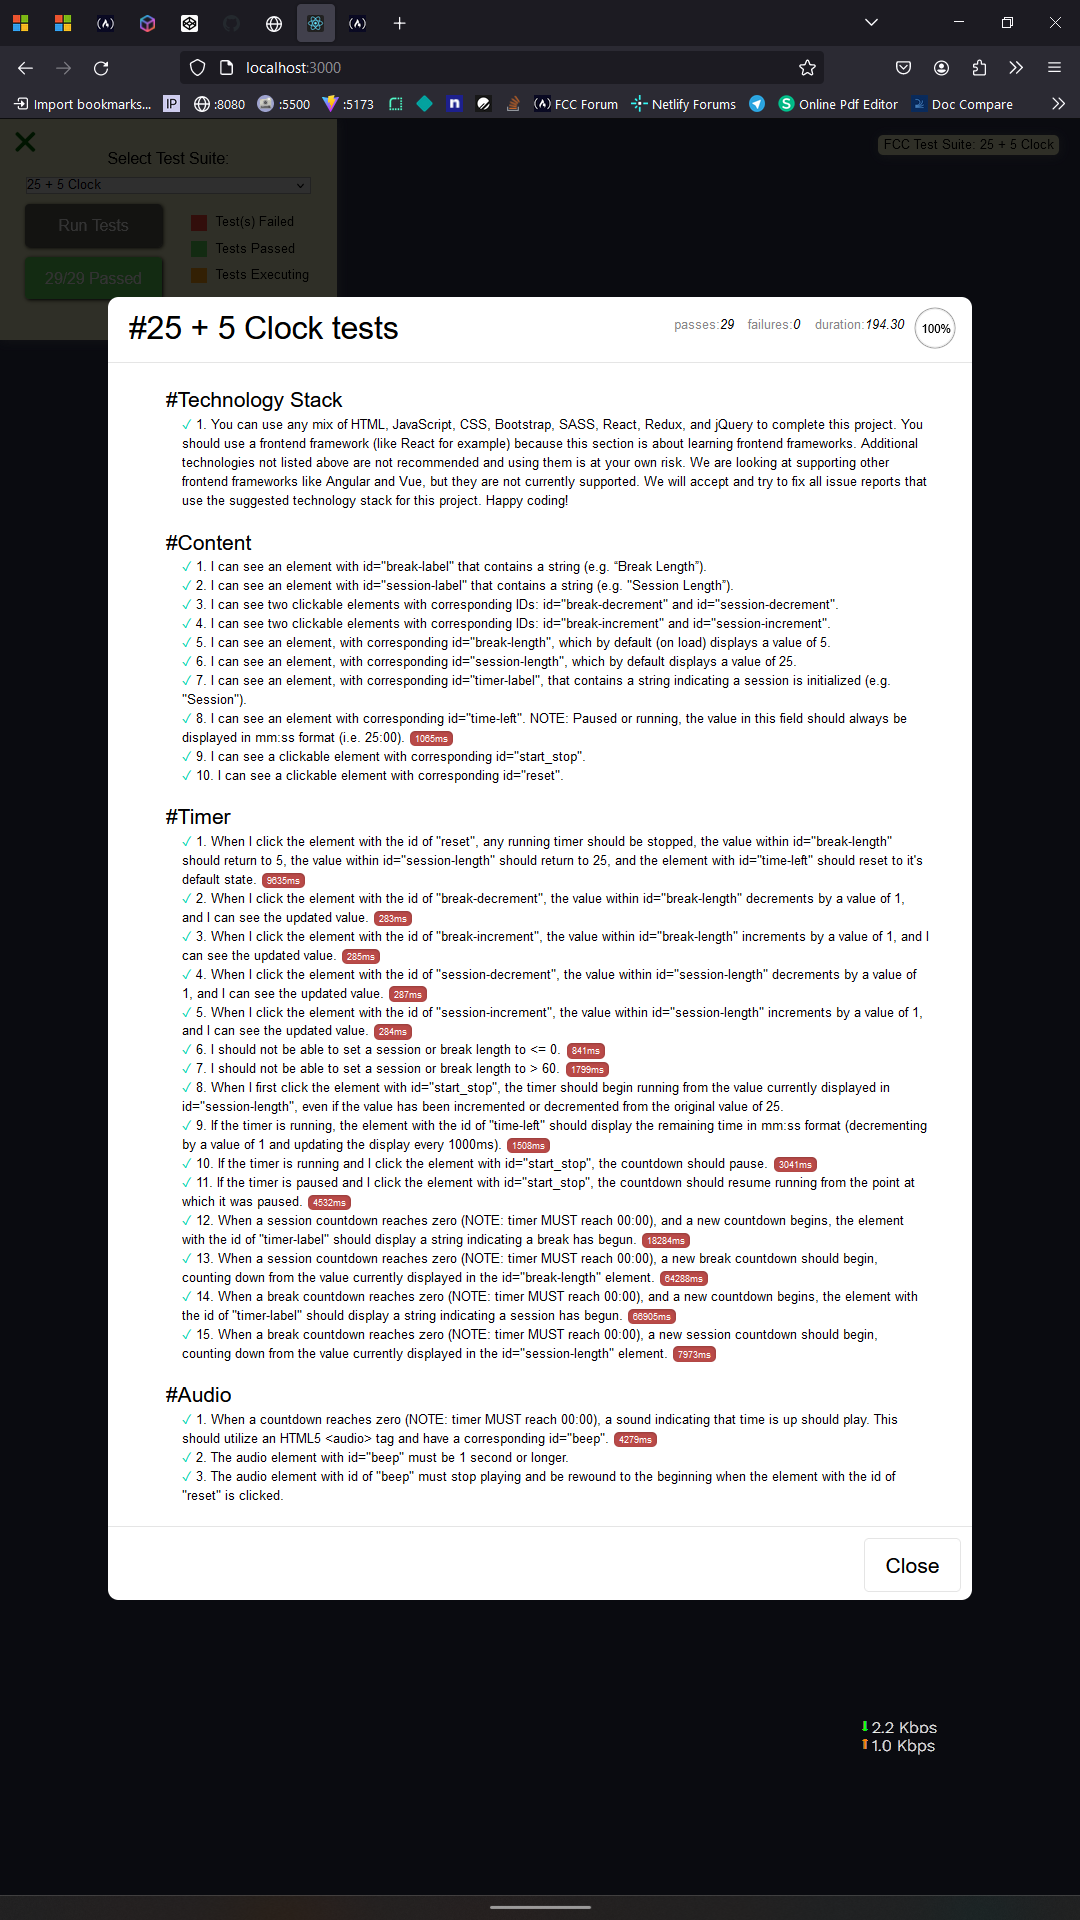 localhost:3000
Import bookmarks... IP :8080 :5500 :5173 n FCC Forum Netlify Forums S Online Pdf Editor Doc Compare
Select Test Suite:
FCC Test Suite: 25 + 5 Clock
25 + 5 Clock
Run Tests
Test(s) Failed
Tests Passed
29/29 Passed
Tests Executing
#25 + 5 Clock tests
passes:29 failures:0 duration:194.30 100%
#Technology Stack
✓ 1. You can use any mix of HTML, JavaScript, CSS, Bootstrap, SASS, React, Redux, and jQuery to complete this project. You
should use a frontend framework (like React for example) because this section is about learning frontend frameworks. Additional
technologies not listed above are not recommended and using them is at your own risk. We are looking at supporting other
frontend frameworks like Angular and Vue, but they are not currently supported. We will accept and try to fix all issue reports that
use the suggested technology stack for this project. Happy coding!
#Content
✓ 1. I can see an element with id="break-label" that contains a string (e.g. “Break Length”).
✓ 2. I can see an element with id="session-label" that contains a string (e.g. "Session Length”).
✓ 3. I can see two clickable elements with corresponding IDs: id="break-decrement" and id="session-decrement".
✓ 4. I can see two clickable elements with corresponding IDs: id="break-increment" and id="session-increment".
✓ 5. I can see an element, with corresponding id="break-length", which by default (on load) displays a value of 5.
✓ 6. I can see an element, with corresponding id="session-length", which by default displays a value of 25.
✓ 7. I can see an element, with corresponding id="timer-label", that contains a string indicating a session is initialized (e.g.
"Session").
✓ 8. I can see an element with corresponding id="time-left". NOTE: Paused or running, the value in this field should always be
displayed in mm:ss format (i.e. 25:00). 1065ms
✓ 9. I can see a clickable element with corresponding id="start_stop".
✓ 10. I can see a clickable element with corresponding id="reset".
#Timer
✓ 1. When I click the element with the id of "reset", any running timer should be stopped, the value within id="break-length"
should return to 5, the value within id="session-length" should return to 25, and the element with id="time-left" should reset to it's
default state. 9635ms
✓ 2. When I click the element with the id of "break-decrement", the value within id="break-length" decrements by a value of 1,
and I can see the updated value. 283ms
✓ 3. When I click the element with the id of "break-increment", the value within id="break-length" increments by a value of 1, and I
can see the updated value. 285ms
✓ 4. When I click the element with the id of "session-decrement", the value within id="session-length" decrements by a value of
1, and I can see the updated value. 287ms
✓ 5. When I click the element with the id of "session-increment", the value within id="session-length" increments by a value of 1,
and I can see the updated value. 284ms
✓ 6. I should not be able to set a session or break length to <= 0. 841ms
✓ 7. I should not be able to set a session or break length to > 60. 1799ms
✓ 8. When I first click the element with id="start_stop", the timer should begin running from the value currently displayed in
id="session-length", even if the value has been incremented or decremented from the original value of 25.
✓ 9. If the timer is running, the element with the id of "time-left" should display the remaining time in mm:ss format (decrementing
by a value of 1 and updating the display every 1000ms). 1508ms
✓ 10. If the timer is running and I click the element with id="start_stop", the countdown should pause. 3041ms
✓ 11. If the timer is paused and I click the element with id="start_stop", the countdown should resume running from the point at
which it was paused. 4532ms
✓ 12. When a session countdown reaches zero (NOTE: timer MUST reach 00:00), and a new countdown begins, the element
with the id of "timer-label" should display a string indicating a break has begun. 18284ms
✓ 13. When a session countdown reaches zero (NOTE: timer MUST reach 00:00), a new break countdown should begin,
counting down from the value currently displayed in the id="break-length" element. 64288ms
✓ 14. When a break countdown reaches zero (NOTE: timer MUST reach 00:00), and a new countdown begins, the element with
the id of "timer-label" should display a string indicating a session has begun. 66905ms
✓ 15. When a break countdown reaches zero (NOTE: timer MUST reach 00:00), a new session countdown should begin,
counting down from the value currently displayed in the id="session-length" element. 7973ms
#Audio
✓ 1. When a countdown reaches zero (NOTE: timer MUST reach 00:00), a sound indicating that time is up should play. This
should utilize an HTML5 <audio> tag and have a corresponding id="beep". 4279ms
✓ 2. The audio element with id="beep" must be 1 second or longer.
✓ 3. The audio element with id of "beep" must stop playing and be rewound to the beginning when the element with the id of
"reset" is clicked.
Close
2.2 Kbps
1.0 Kbps